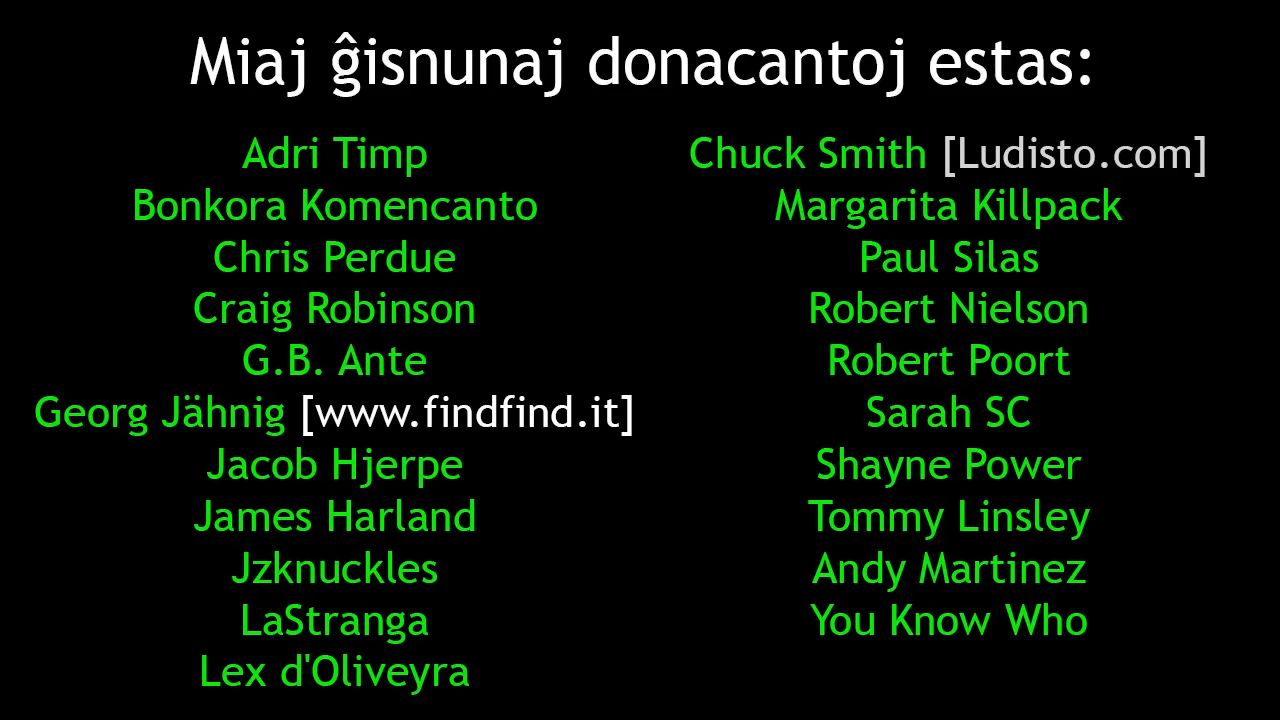 Miaj ĝisnunaj donacantoj estas:
Adri Timp
Bonkora Komencanto
Chris Perdue
Craig Robinson
G.B. Ante
Georg Jähnig [www.findfind.it]
Jacob Hjerpe
James Harland
Jzknuckles
LaStranga
Lex d'Oliveyra
Chuck Smith [Ludisto.com]
Margarita Killpack
Paul Silas
Robert Nielson
Robert Poort
Sarah SC
Shayne Power
Tommy Linsley
Andy Martinez
You Know Who